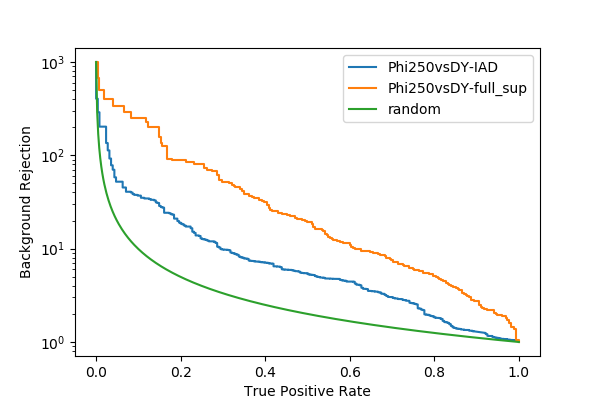 Phi250vsDY-IAD
Phi250vsDY-full_sup
random
Background Rejection
10³
10²
10¹
10⁰
0.0 0.2 0.4 0.6 0.8 1.0
True Positive Rate